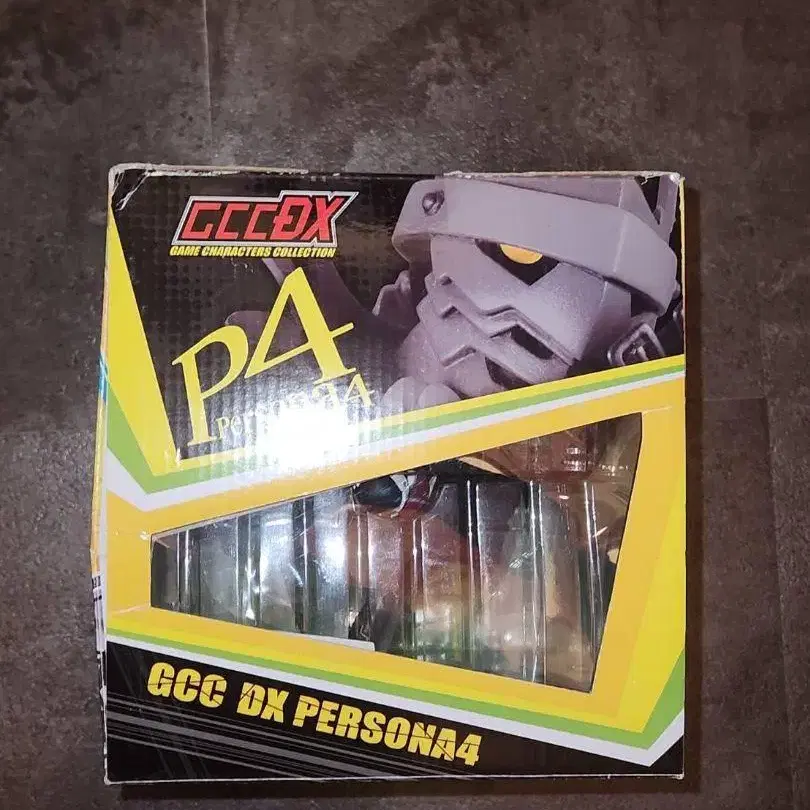 GCCDX
GAME CHARACTERS COLLECTION
P4
Persona4
GCC DX PERSONA4